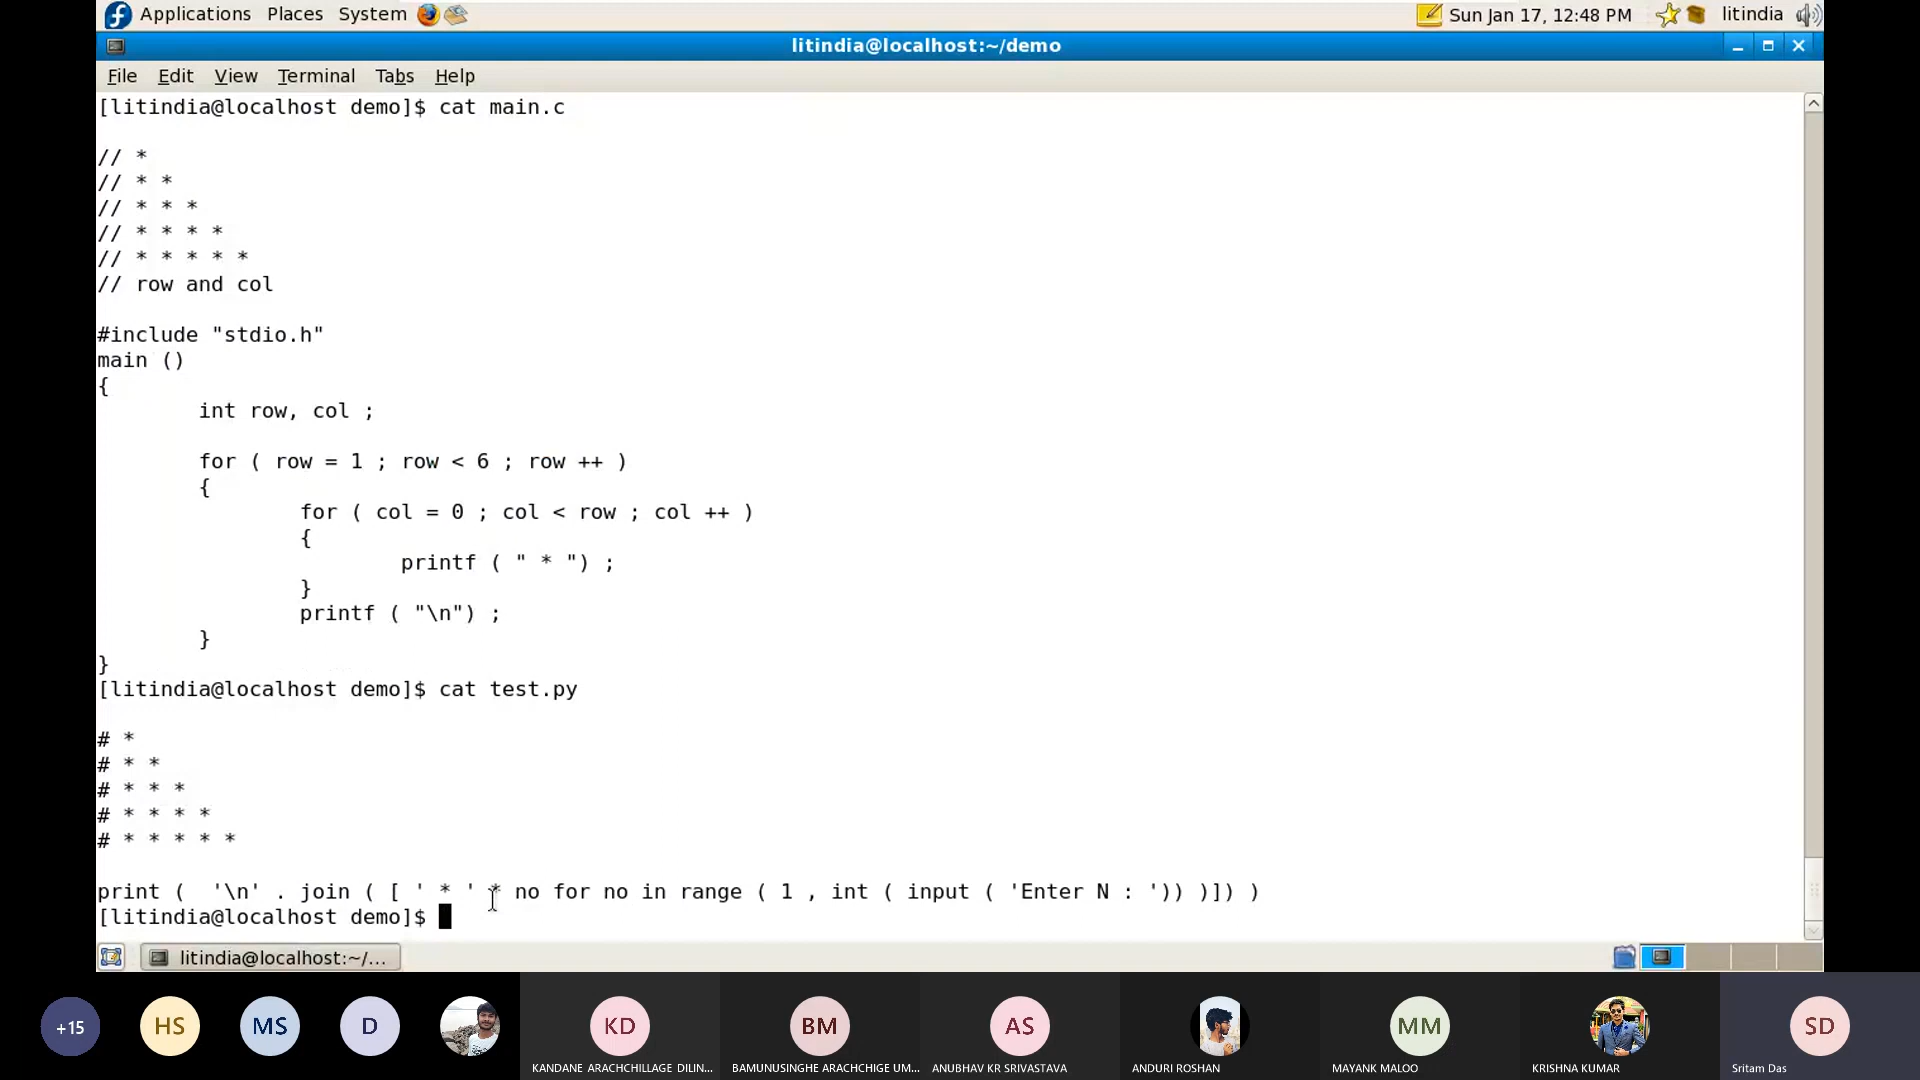 Applications Places System Sun Jan 17, 12:48 PM litindia
litindia@localhost:~/demo
File Edit View Terminal Tabs Help
[litindia@localhost demo]$ cat main.c
// *
// * *
// * * *
// * * * *
// * * * * *
// row and col
#include "stdio.h"
main ()
{
int row, col ;
for ( row = 1 ; row < 6 ; row ++ )
{
for ( col = 0 ; col < row ; col ++ )
{
printf ( " * ") ;
}
printf ( "\n") ;
}
}
[litindia@localhost demo]$ cat test.py
# *
# * *
# * * *
# * * * *
# * * * * *
print (  '\n' . join ( [ ' * ' * no for no in range ( 1 , int ( input ( 'Enter N : ')) )]) )
[litindia@localhost demo]$
litindia@localhost:~/...
+15 HS MS D KD BM AS MM SD
KANDANE ARACHCHILLAGE DILIN... BAMUNUSINGHE ARACHCHIGE UM... ANUBHAV KR SRIVASTAVA ANDURI ROSHAN MAYANK MALOO KRISHNA KUMAR Sritam Das